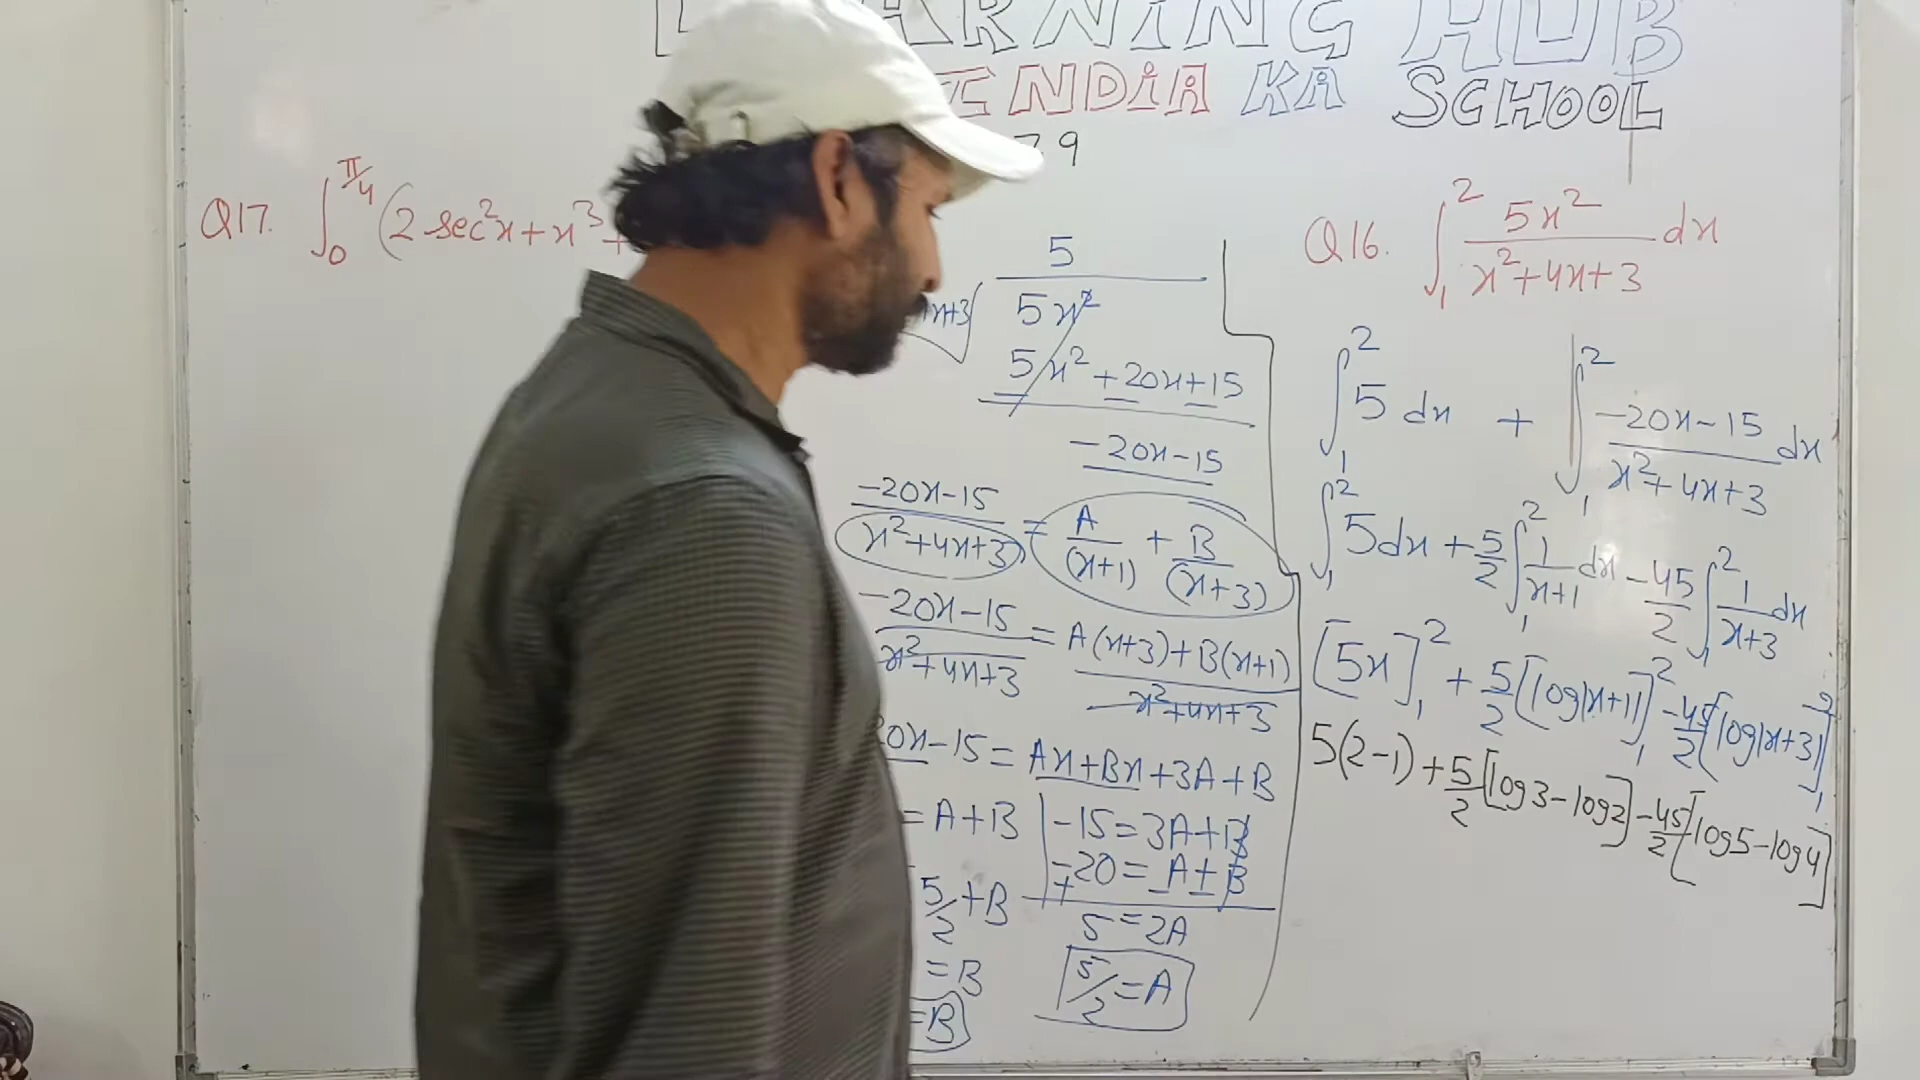 HUB
INDIA KA SCHOOL
79
Q17. ∫₀^π/4 (2 sec²x + x³ +
5
x+3 ) 5x²
5x² + 20x + 15
-20x - 15
-20x-15 / x²+4x+3 = A/(x+1) + B/(x+3)
-20x-15 / x²+4x+3 = A(x+3)+B(x+1) / x²+4x+3
0x-15 = Ax+Bx+3A+B
= A+B
5/2 + B
= B
=B
-15 = 3A+B
-20 = A+B
5 = 2A
5/2 = A
Q16. ∫₁² 5x² / x²+4x+3 dx
∫₁² 5 dx + ∫₁² -20x-15 / x²+4x+3 dx
∫₁² 5dx + 5/2 ∫₁² 1/x+1 dx - 45/2 ∫₁² 1/x+3 dx
[5x]₁² + 5/2 [log|x+1|]₁² - 45/2 [log|x+3|]₁²
5(2-1) + 5/2 [log3-log2] - 45/2 [log5-log4]